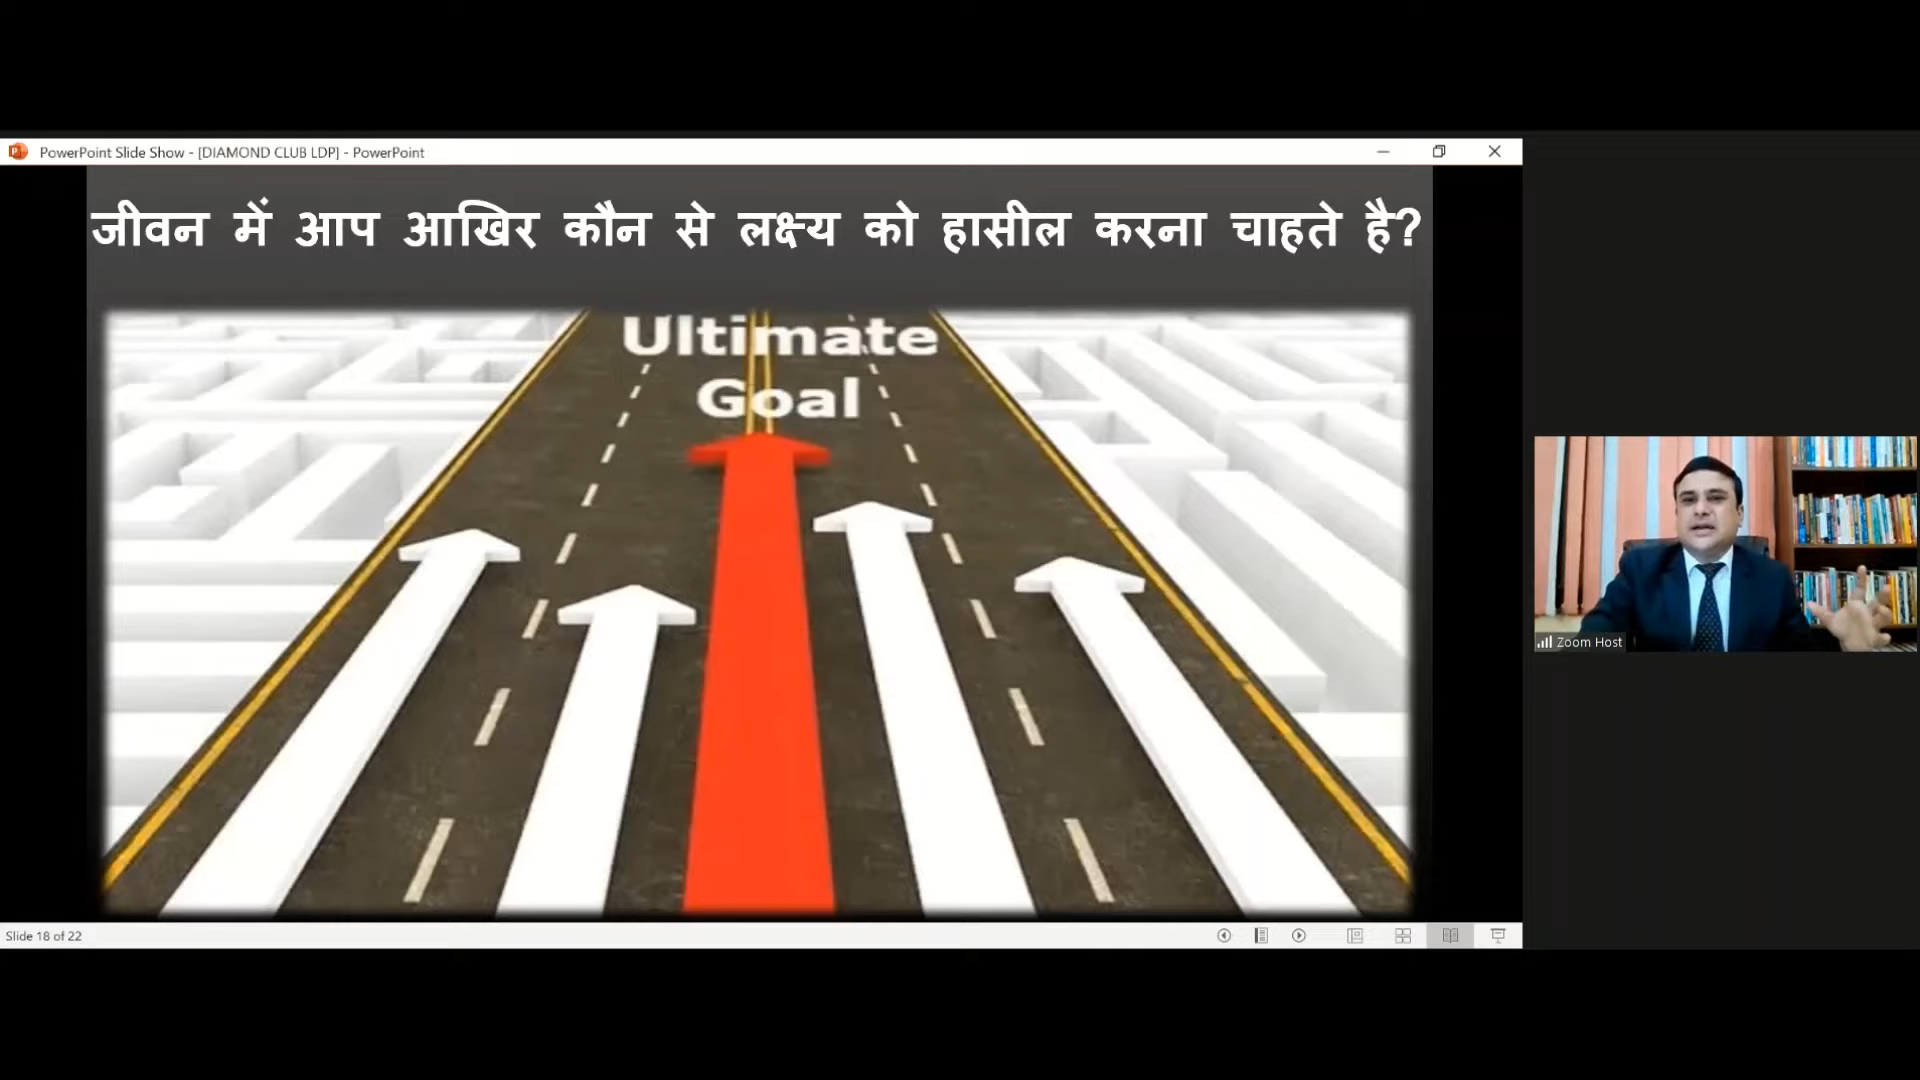 PowerPoint Slide Show - [DIAMOND CLUB LDP] - PowerPoint
जीवन में आप आखिर कौन से लक्ष्य को हासील करना चाहते है?
Ultimate
Goal
Zoom Host
Slide 18 of 22